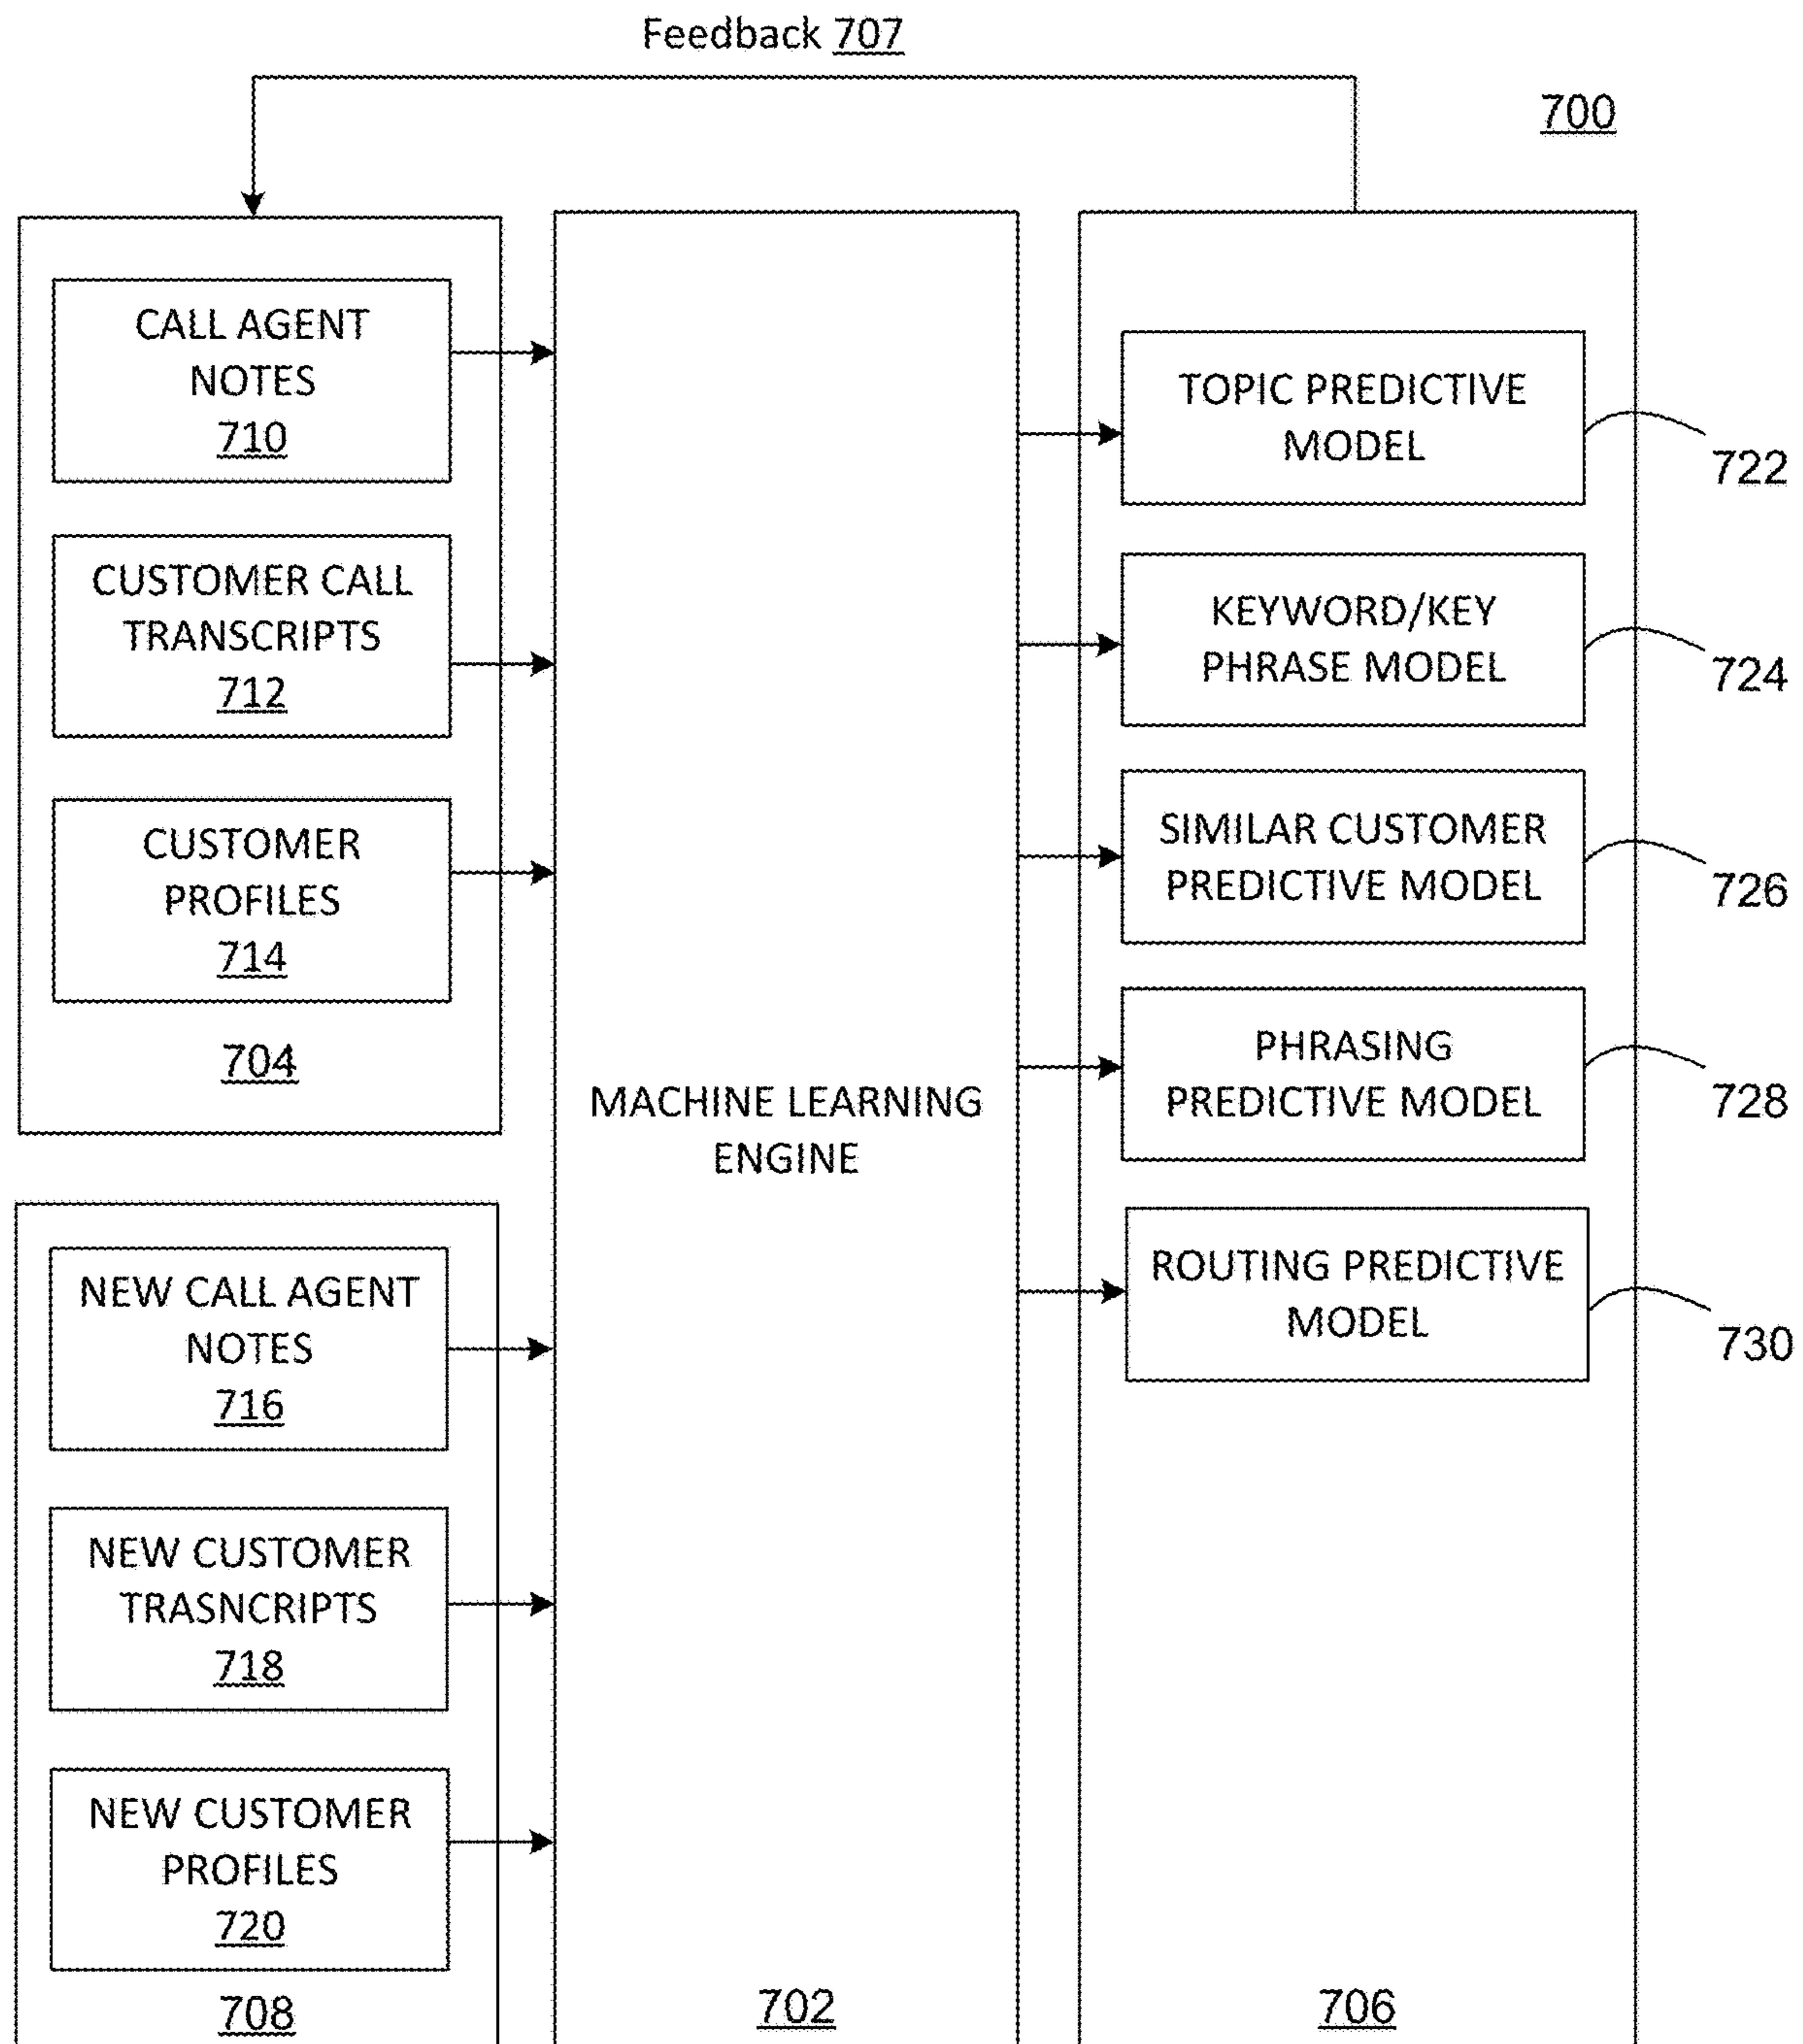 Feedback 707
700
CALL AGENT
NOTES
710
CUSTOMER CALL
TRANSCRIPTS
712
CUSTOMER
PROFILES
714
704
NEW CALL AGENT
NOTES
716
NEW CUSTOMER
TRASNCRIPTS
718
NEW CUSTOMER
PROFILES
720
708
MACHINE LEARNING
ENGINE
702
TOPIC PREDICTIVE
MODEL
722
KEYWORD/KEY
PHRASE MODEL
724
SIMILAR CUSTOMER
PREDICTIVE MODEL
726
PHRASING
PREDICTIVE MODEL
728
ROUTING PREDICTIVE
MODEL
730
706